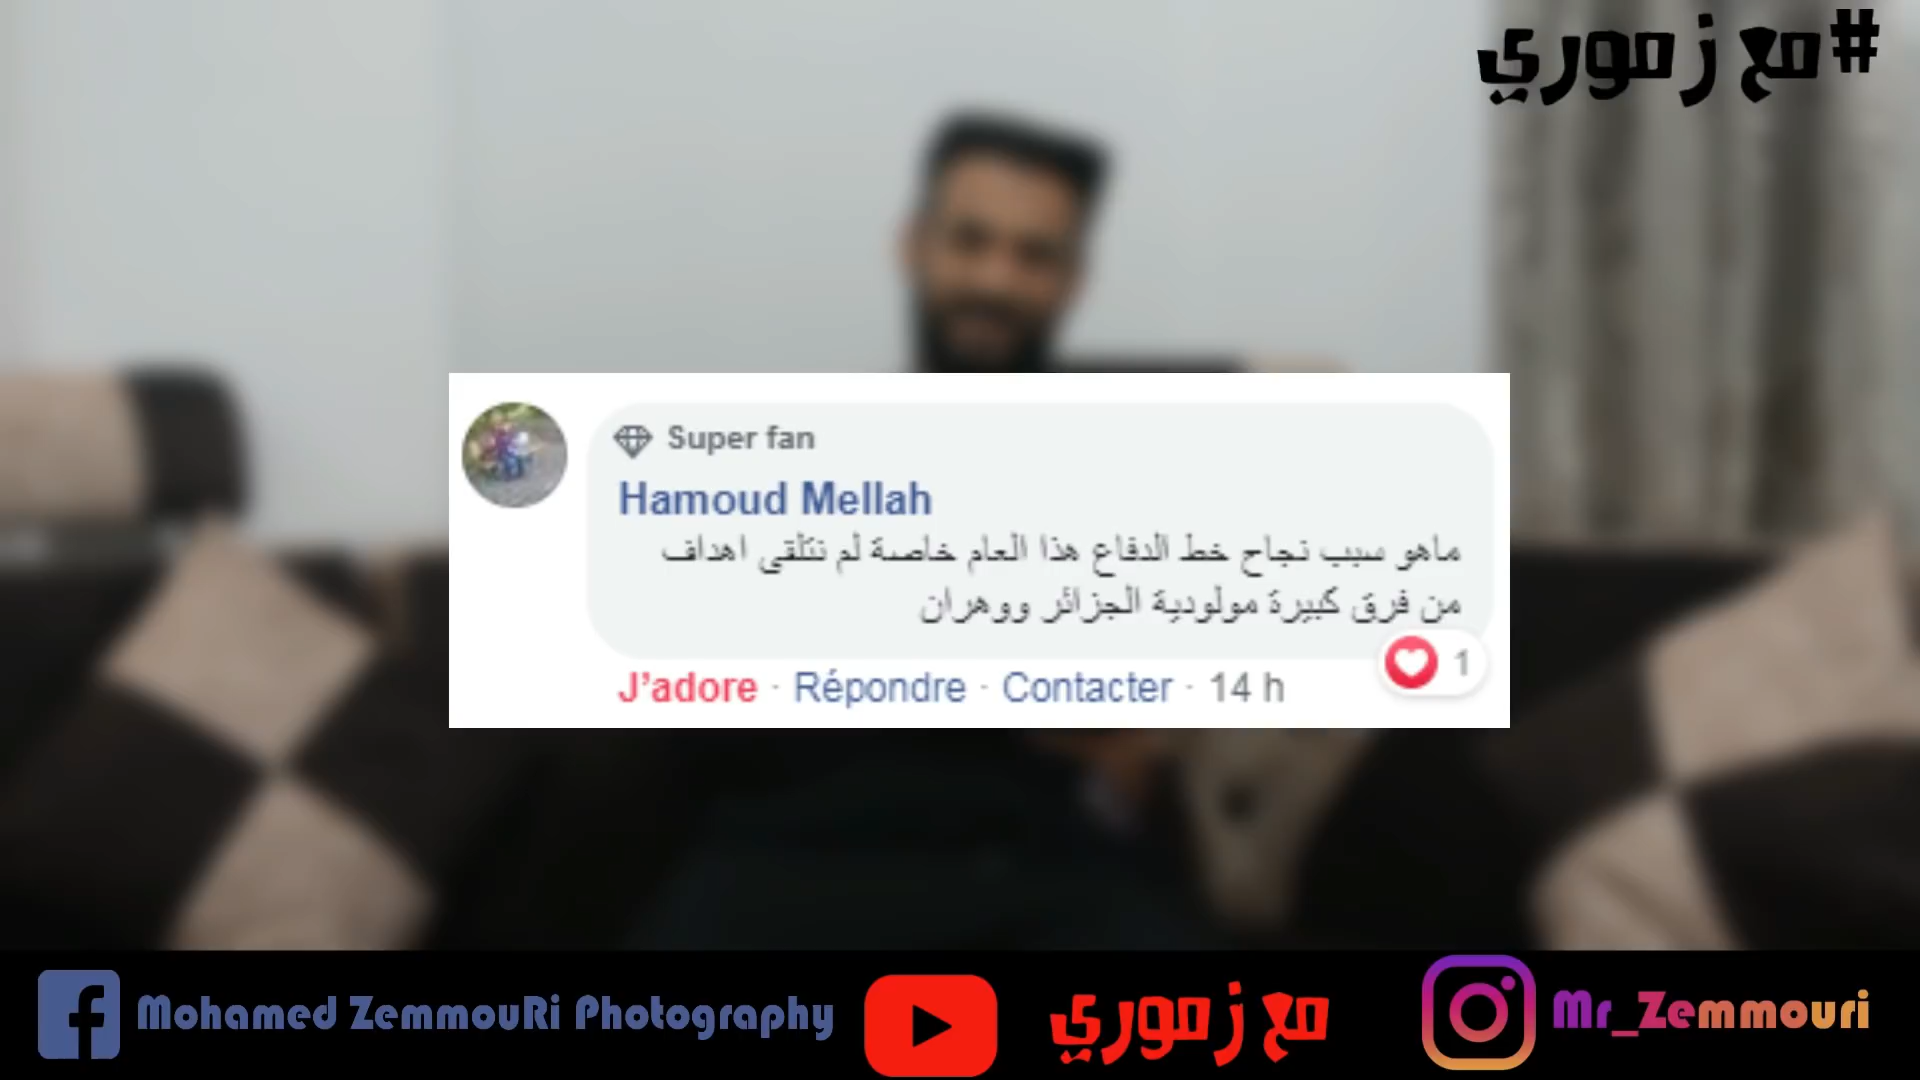 #مع زموري
Super fan
Hamoud Mellah
ماهو سبب نجاح خط الدفاع هذا العام خاصة لم نتلقى اهداف
من فرق كبيرة مولودية الجزائر ووهران
1
J’adore · Répondre · Contacter · 14 h
Mohamed ZemmouRi Photography
مع زموري
Mr_Zemmouri